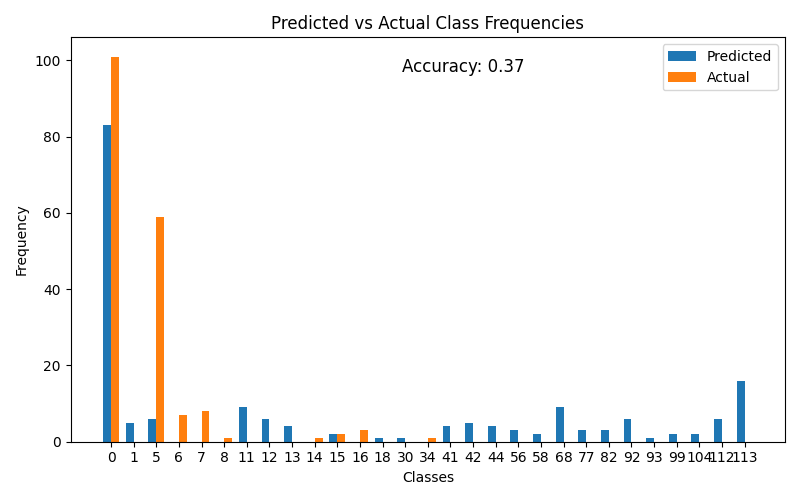 Predicted vs Actual Class Frequencies
Accuracy: 0.37
Predicted
Actual
Frequency
100
80
60
40
20
0
0 1 5 6 7 8 11 12 13 14 15 16 18 30 34 41 42 44 56 58 68 77 82 92 93 99 104 112 113
Classes